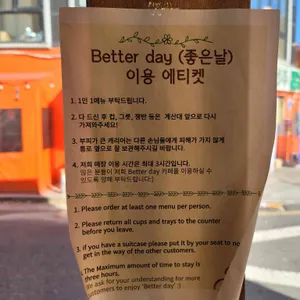 Better day (좋은날)
이용 에티켓
1. 1인 1메뉴 부탁드립니다.
2. 다 드신 후 컵, 그릇, 쟁반 등은 계산대 앞으로 다시
가져와주세요!
3. 부피가 큰 캐리어는 다른 손님들에게 피해가 가지 않게
통로 옆으로 잘 보관해주시길 바랍니다.
4. 저희 매장 이용 시간은 최대 3시간입니다.
많은 분들이 저희 Better day 카페를 이용하실 수
있도록 양해 부탁드립니다:)
1. Please order at least one menu per person.
2. Please return all cups and trays to the counter
before you leave.
3. if you have a suitcase please put it by your seat to no
get in the way of the other customers.
The Maximum amount of time to stay is
three hours.
We ask for your understanding for more
customers to enjoy 'Better day' :)